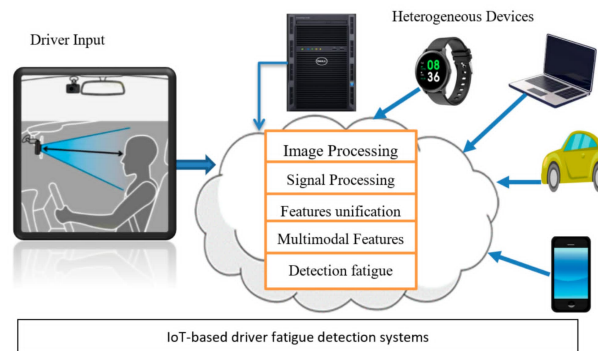 Driver Input
Heterogeneous Devices
DELL
08
36
Image Processing
Signal Processing
Features unification
Multimodal Features
Detection fatigue
IoT-based driver fatigue detection systems